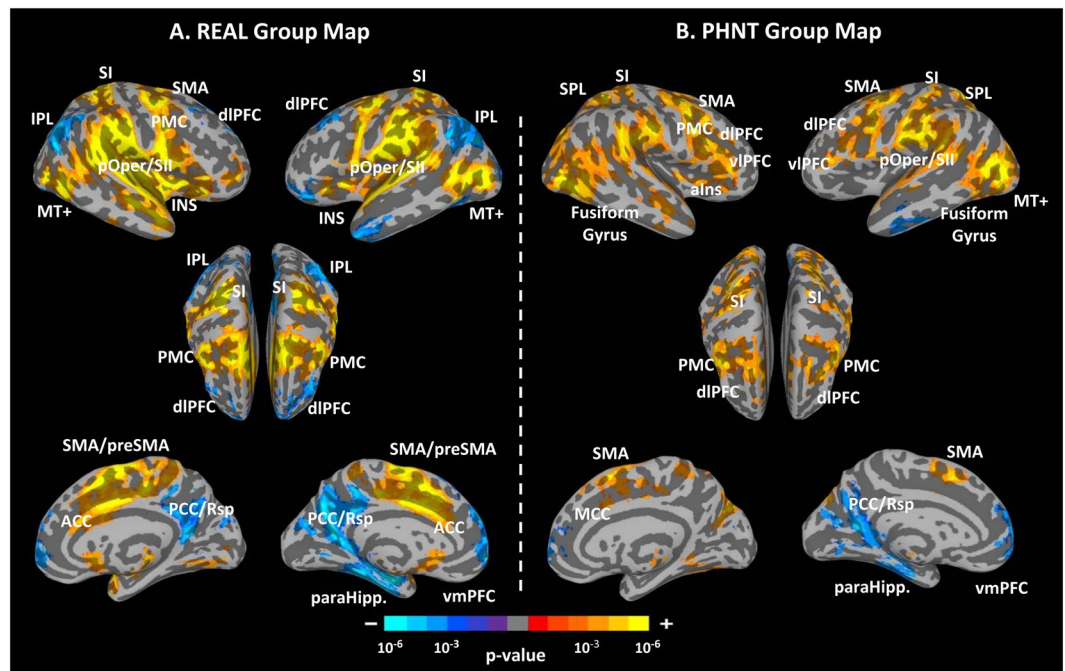 A. REAL Group Map
B. PHNT Group Map
SI
SMA
IPL
PMC
dlPFC
pOper/SII
INS
MT+
SI
dlPFC
IPL
pOper/SII
INS
MT+
SI
SPL
SMA
PMC
dlPFC
vlPFC
aIns
Fusiform
Gyrus
SI
SMA
SPL
dlPFC
vlPFC
pOper/SII
MT+
Fusiform
Gyrus
IPL
IPL
SI
SI
PMC
PMC
dlPFC
dlPFC
SI
SI
PMC
PMC
dlPFC
dlPFC
SMA/preSMA
ACC
PCC/Rsp
SMA/preSMA
PCC/Rsp
ACC
paraHipp.
vmPFC
SMA
MCC
SMA
PCC/Rsp
paraHipp.
vmPFC
− +
10-6 10-3 10-3 10-6
p-value